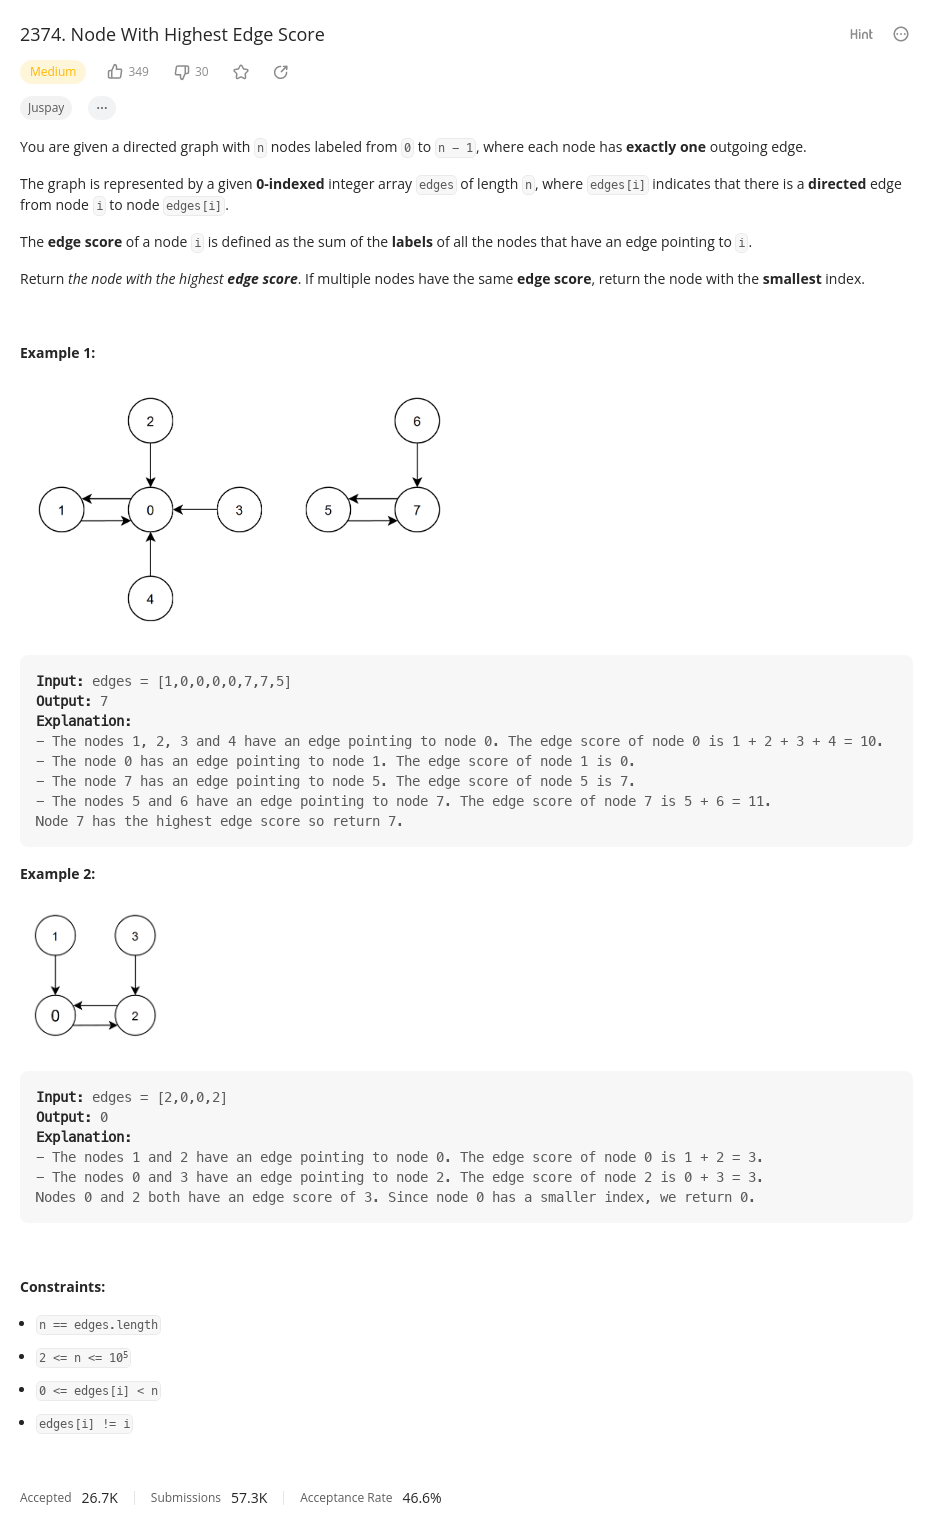 2374. Node With Highest Edge Score
Hint
Medium 349 30
Juspay ...
You are given a directed graph with n nodes labeled from 0 to n − 1, where each node has exactly one outgoing edge.
The graph is represented by a given 0-indexed integer array edges of length n, where edges[i] indicates that there is a directed edge
from node i to node edges[i].
The edge score of a node i is defined as the sum of the labels of all the nodes that have an edge pointing to i.
Return the node with the highest edge score. If multiple nodes have the same edge score, return the node with the smallest index.
Example 1:
2 6
1 0 3 5 7
4
Input: edges = [1,0,0,0,0,7,7,5]
Output: 7
Explanation:
− The nodes 1, 2, 3 and 4 have an edge pointing to node 0. The edge score of node 0 is 1 + 2 + 3 + 4 = 10.
− The node 0 has an edge pointing to node 1. The edge score of node 1 is 0.
− The node 7 has an edge pointing to node 5. The edge score of node 5 is 7.
− The nodes 5 and 6 have an edge pointing to node 7. The edge score of node 7 is 5 + 6 = 11.
Node 7 has the highest edge score so return 7.
Example 2:
1 3
0 2
Input: edges = [2,0,0,2]
Output: 0
Explanation:
− The nodes 1 and 2 have an edge pointing to node 0. The edge score of node 0 is 1 + 2 = 3.
− The nodes 0 and 3 have an edge pointing to node 2. The edge score of node 2 is 0 + 3 = 3.
Nodes 0 and 2 both have an edge score of 3. Since node 0 has a smaller index, we return 0.
Constraints:
• n == edges.length
• 2 <= n <= 10⁵
• 0 <= edges[i] < n
• edges[i] != i
Accepted 26.7K Submissions 57.3K Acceptance Rate 46.6%